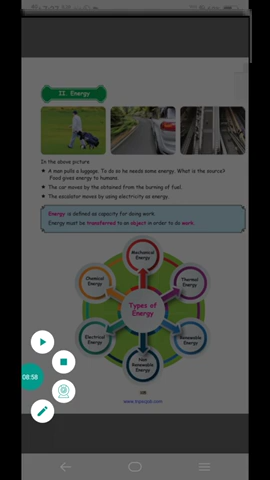 II. Energy
In the above picture
A man pulls a luggage. To do so he needs some energy. What is the source?
Food gives energy to humans.
The car moves by the obtained from the burning of fuel.
The escalator moves by using electricity as energy.
Energy is defined as capacity for doing work.
Energy must be transferred to an object in order to do work.
Mechanical
Energy
Chemical
Energy
Thermal
Energy
Types of
Energy
Electrical
Energy
Renewable
Energy
Non
Renewable
Energy
08:58